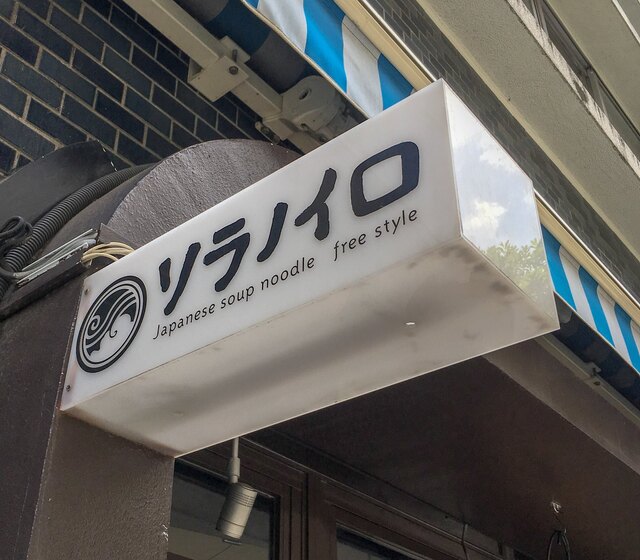 ソラノイロ
Japanese soup noodle free style